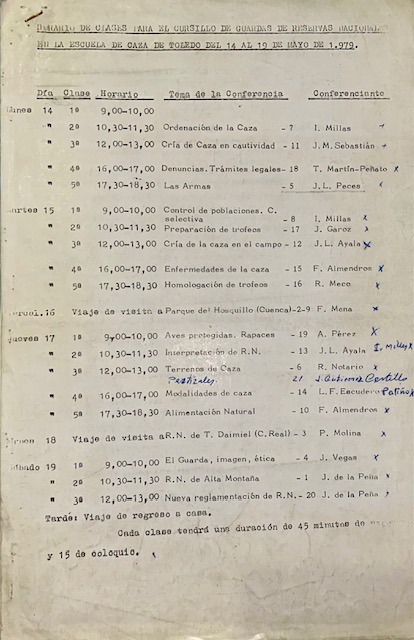 HORARIO DE CLASES PARA EL CURSILLO DE GUARDAS DE RESERVAS NACIONALES
EN LA ESCUELA DE CAZA DE TOLEDO DEL 14 AL 19 DE MAYO DE 1.979.
Día Clase Horario Tema de la Conferencia Conferenciante
Lunes 14 1ª 9,00-10,00
" 2ª 10,30-11,30 Ordenación de la Caza - 7 I. Millas
" 3ª 12,00-13,00 Cría de Caza en cautividad - 11 J.M. Sebastián
" 4ª 16,00-17,00 Denuncias. Trámites legales- 18 T. Martín-Peñato x
" 5ª 17,30-18,30 Las Armas - 5 J.L. Peces x
Martes 15 1ª 9,00-10,00 Control de poblaciones. C.
selectiva - 8 I. Millas x
" 2ª 10,30-11,30 Preparación de trofeos - 17 J. Garoz x
" 3ª 12,00-13,00 Cría de la caza en el campo - 12 J.L. Ayala x
" 4ª 16,00-17,00 Enfermedades de la caza - 15 F. Almendros x
" 5ª 17,30-18,30 Homologación de trofeos - 16 R. Meco x
16 Viaje de visita a Parque del Hosquillo (Cuenca)-2-9 F. Mena x
Jueves 17 1ª 9,00-10,00 Aves protegidas. Rapaces - 19 A. Pérez x
" 2ª 10,30-11,30 Interpretación de R.N. - 13 J.L. Ayala I. Millas x
" 3ª 12,00-13,00 Terrenos de Caza - 6 R. Notario x
21 J. Gutierrez Castillo
" 4ª 16,00-17,00 Modalidades de caza - 14 L.F. Escudero Patiño x
" 5ª 17,30-18,30 Alimentación Natural - 10 F. Almendros x
18 Viaje de visita a R.N. de T. Daimiel (C.Real) - 3 P. Molina x
Sábado 19 1ª 9,00-10,00 El Guarda, imagen, ética - 4 J. Vegas x
" 2ª 10,30-11,30 R.N. de Alta Montaña - 1 J. de la Peña x
" 3ª 12,00-13,00 Nueva reglamentación de R.N.- 20 J. de la Peña
Tarde: Viaje de regreso a casa.
Cada clase tendrá una duración de 45 minutos de
y 15 de coloquio. x